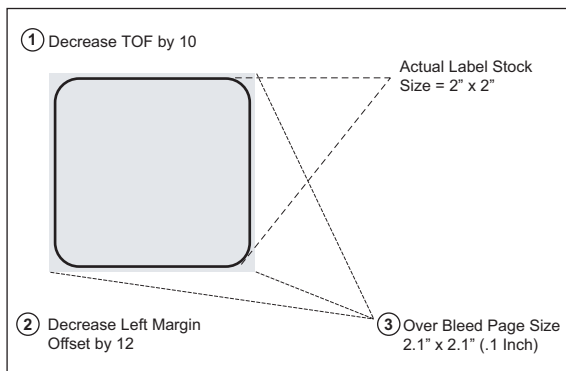 1 Decrease TOF by 10
Actual Label Stock
Size = 2” x 2”
2 Decrease Left Margin
Offset by 12
3 Over Bleed Page Size
2.1” x 2.1” (.1 Inch)